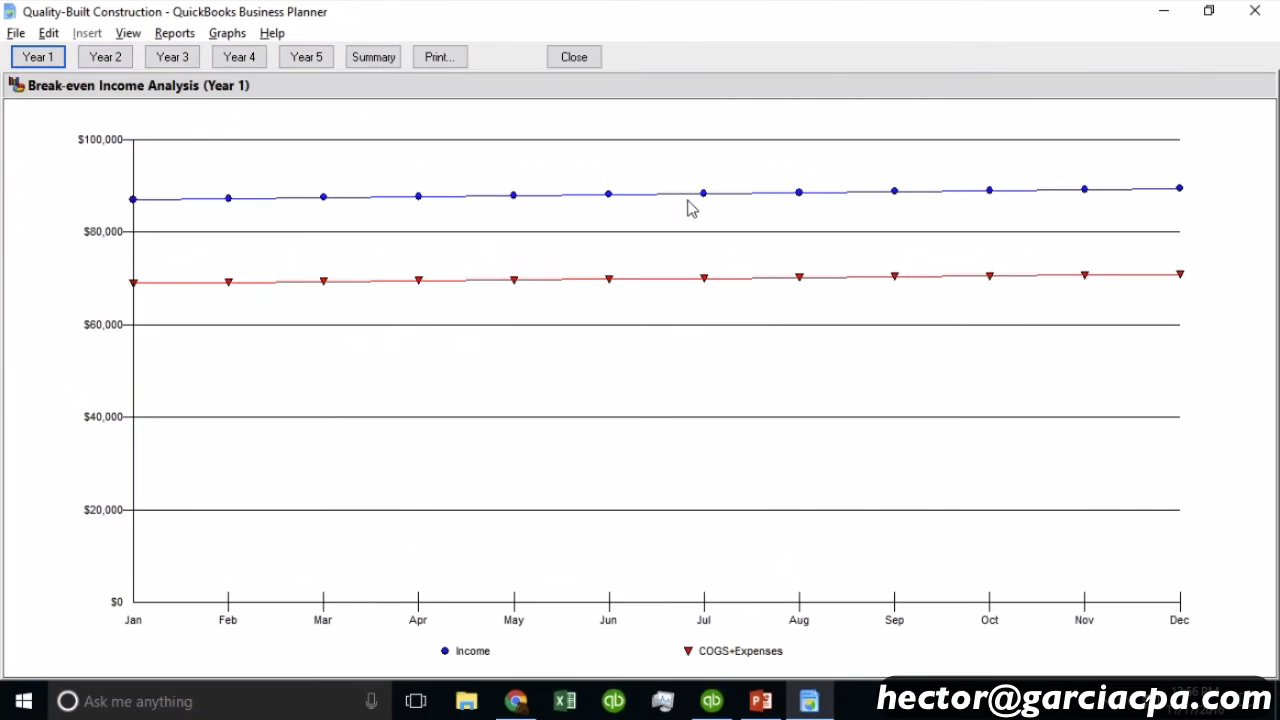 Quality-Built Construction - QuickBooks Business Planner
File Edit Insert View Reports Graphs Help
Year 1 Year 2 Year 3 Year 4 Year 5 Summary Print... Close
Break-even Income Analysis (Year 1)
$100,000
$80,000
$60,000
$40,000
$20,000
$0
Jan Feb Mar Apr May Jun Jul Aug Sep Oct Nov Dec
Income COGS+Expenses
Ask me anything
hector@garciacpa.com